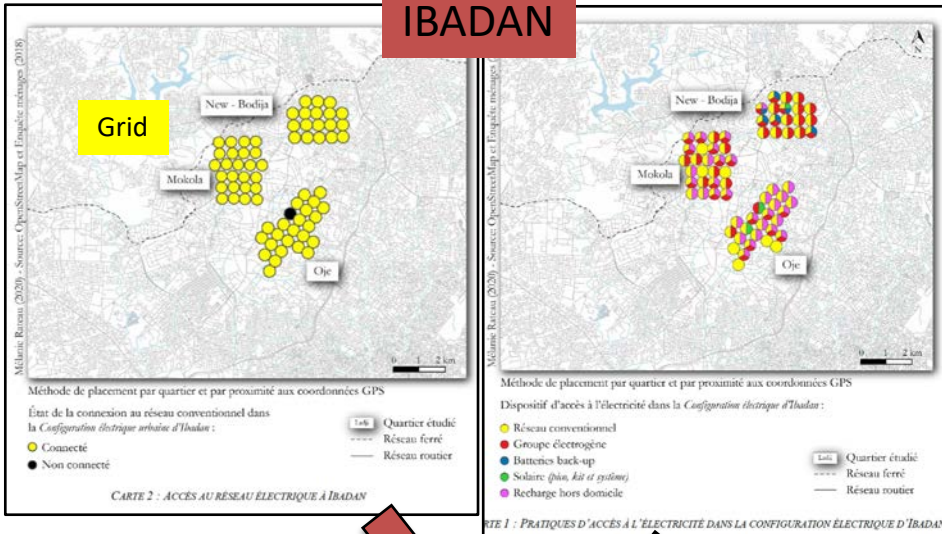 IBADAN
Mélanie Rateau (2020) - Source: OpenStreetMap et Enquête ménages (2018)
Grid
New - Bodija
Mokola
Oje
0 1 2 km
Méthode de placement par quartier et par proximité aux coordonnées GPS
État de la connexion au réseau conventionnel dans
la Configuration électrique urbaine d'Ibadan :
Connecté
Non connecté
Quartier étudié
Réseau ferré
Réseau routier
CARTE 2 : ACCÈS AU RÉSEAU ÉLECTRIQUE À IBADAN
Mélanie Rateau (2020) - Source: OpenStreetMap et Enquête ménages
N
New - Bodija
Mokola
Oje
0 1 2 km
Méthode de placement par quartier et par proximité aux coordonnées GPS
Dispositif d'accès à l'électricité dans la Configuration électrique d'Ibadan :
Réseau conventionnel
Groupe électrogène
Batteries back-up
Solaire (pico, kit et système)
Recharge hors domicile
Quartier étudié
Réseau ferré
Réseau routier
RTE 1 : PRATIQUES D'ACCÈS À L'ÉLECTRICITÉ DANS LA CONFIGURATION ÉLECTRIQUE D'IBADAN